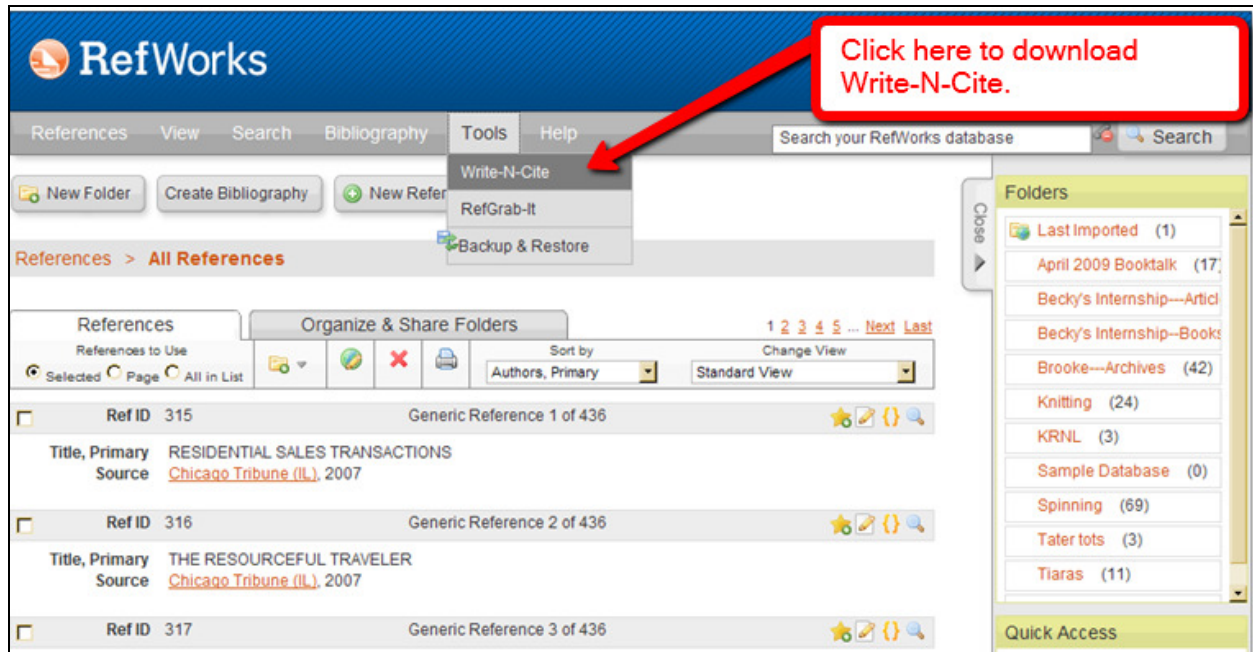 RefWorks
Click here to download
Write-N-Cite.
References View Search Bibliography Tools Help
Search your RefWorks database Search
Write-N-Cite
RefGrab-It
Backup & Restore
New Folder Create Bibliography New Refer
References > All References
References Organize & Share Folders
1 2 3 4 5 ... Next Last
References to Use
Selected Page All in List
Sort by
Authors, Primary
Change View
Standard View
Ref ID 315 Generic Reference 1 of 436
Title, Primary RESIDENTIAL SALES TRANSACTIONS
Source Chicago Tribune (IL), 2007
Ref ID 316 Generic Reference 2 of 436
Title, Primary THE RESOURCEFUL TRAVELER
Source Chicago Tribune (IL), 2007
Ref ID 317 Generic Reference 3 of 436
Close
Folders
Last Imported (1)
April 2009 Booktalk (17
Becky's Internship---Articl
Becky's Internship--Books
Brooke---Archives (42)
Knitting (24)
KRNL (3)
Sample Database (0)
Spinning (69)
Tater tots (3)
Tiaras (11)
Quick Access